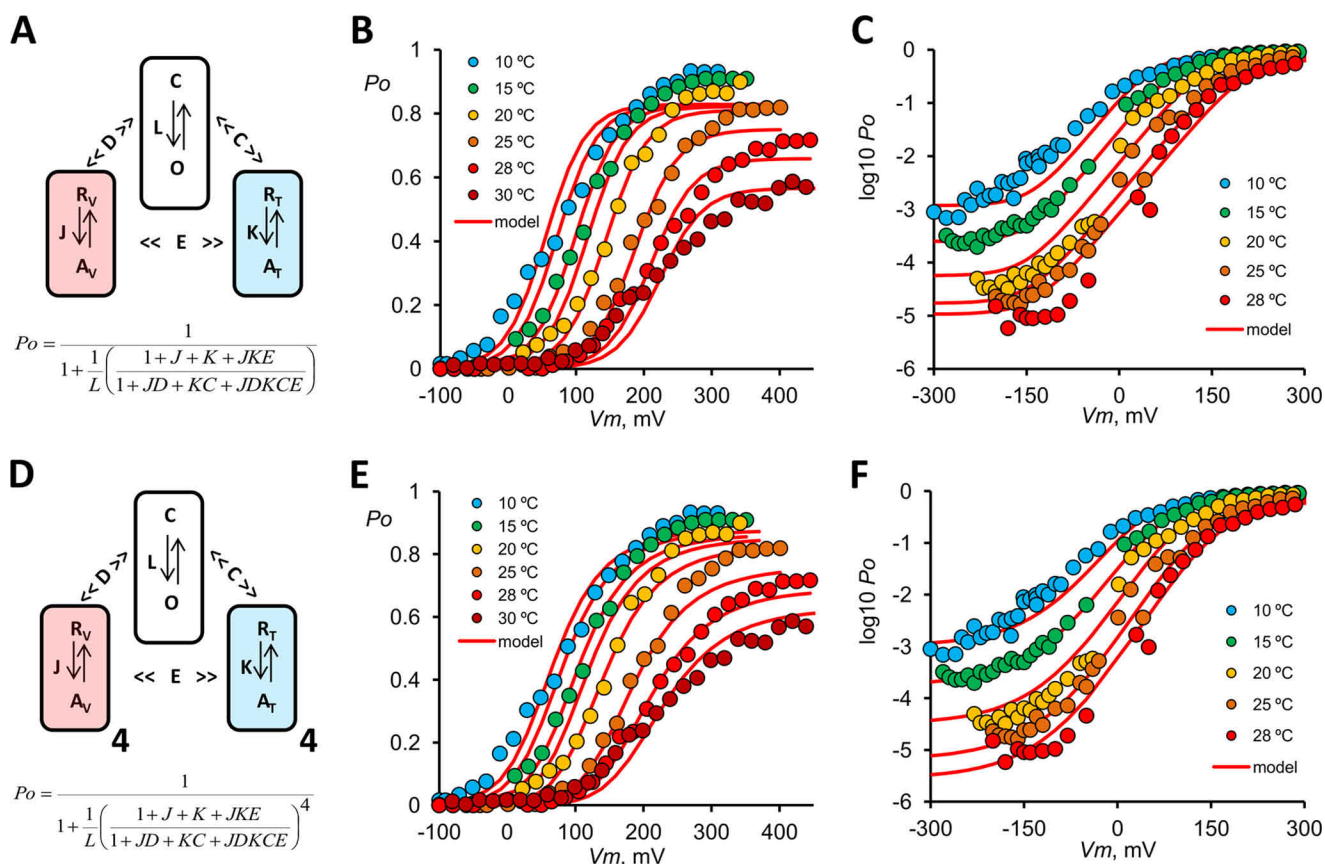 A
C
L
O
<< D >>
<< C >>
R_V
J
A_V
<< E >>
R_T
K
A_T
Po = 1 / (1 + (1/L) ((1 + J + K + JKE) / (1 + JD + KC + JDKCE)))
B
Po
1
0.8
0.6
0.4
0.2
0
10 ºC
15 ºC
20 ºC
25 ºC
28 ºC
30 ºC
model
-100 0 100 200 300 400
Vm, mV
C
log10 Po
0
-1
-2
-3
-4
-5
-6
10 ºC
15 ºC
20 ºC
25 ºC
28 ºC
model
-300 -150 0 150 300
Vm, mV
D
C
L
O
<< D >>
<< C >>
R_V
J
A_V
4
<< E >>
R_T
K
A_T
4
Po = 1 / (1 + (1/L) ((1 + J + K + JKE) / (1 + JD + KC + JDKCE))^4)
E
Po
1
0.8
0.6
0.4
0.2
0
10 ºC
15 ºC
20 ºC
25 ºC
28 ºC
30 ºC
model
-100 0 100 200 300 400
Vm, mV
F
log10 Po
0
-1
-2
-3
-4
-5
-6
10 ºC
15 ºC
20 ºC
25 ºC
28 ºC
model
-300 -150 0 150 300
Vm, mV